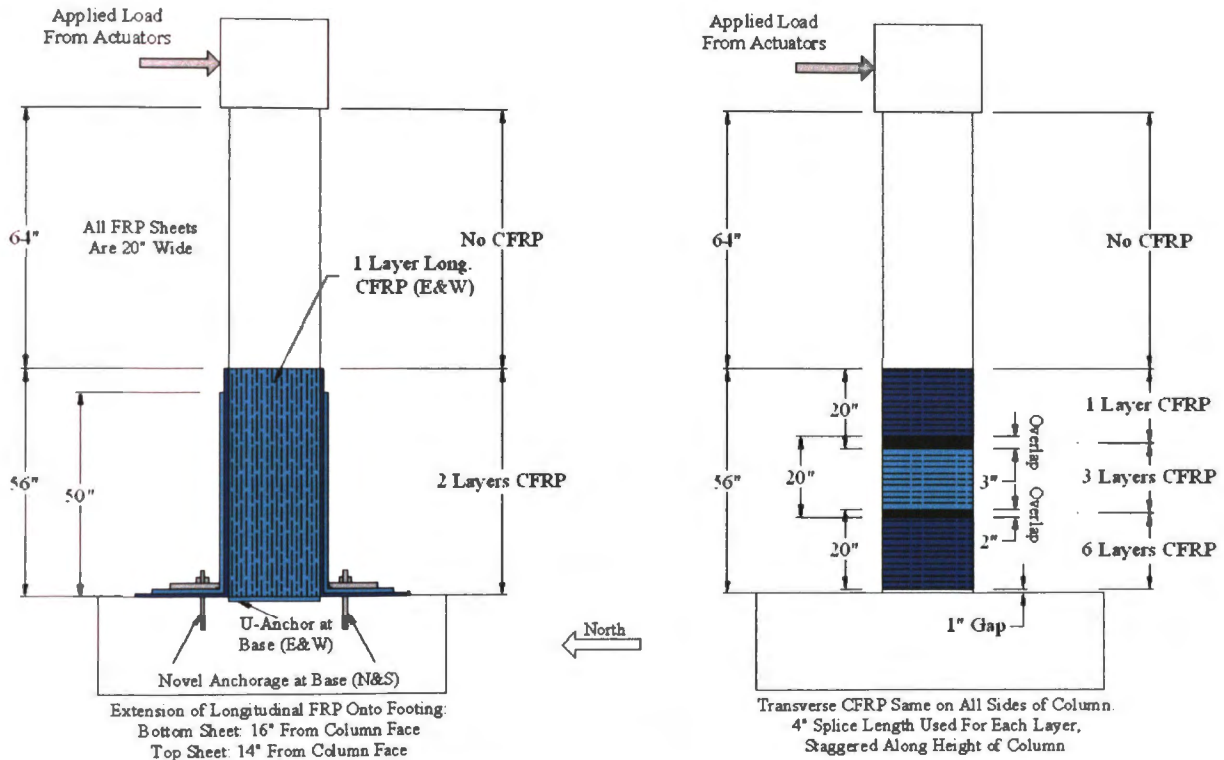 Applied Load
From Actuators
64"
All FRP Sheets
Are 20" Wide
No CFRP
1 Layer Long.
CFRP (E&W)
56"
50"
2 Layers CFRP
U-Anchor at
Base (E&W)
Novel Anchorage at Base (N&S)
Extension of Longitudinal FRP Onto Footing:
Bottom Sheet: 16" From Column Face
Top Sheet: 14" From Column Face
North
Applied Load
From Actuators
64"
No CFRP
56"
20"
20"
20"
Overlap
3"
Overlap
2"
1 Layer CFRP
3 Layers CFRP
6 Layers CFRP
1" Gap
Transverse CFRP Same on All Sides of Column.
4" Splice Length Used For Each Layer,
Staggered Along Height of Column